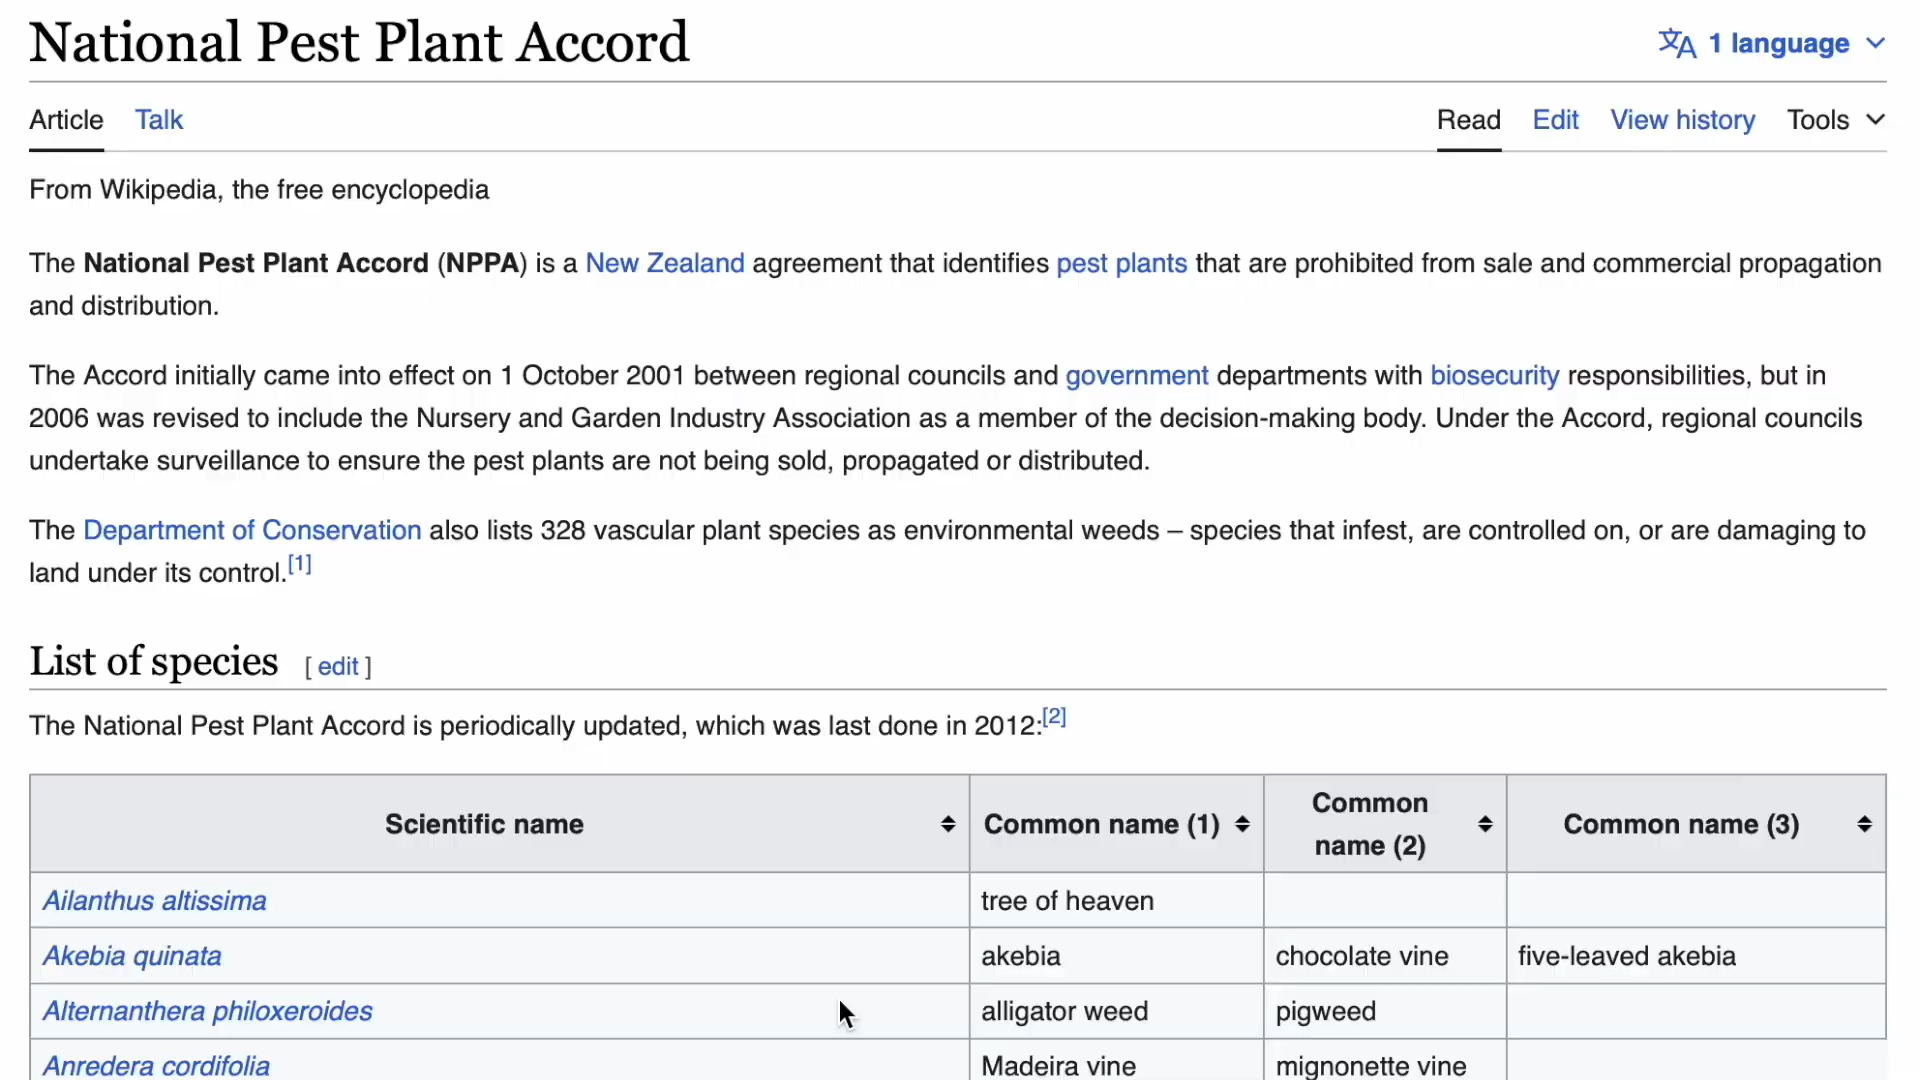 National Pest Plant Accord
1 language
Article Talk Read Edit View history Tools
From Wikipedia, the free encyclopedia
The National Pest Plant Accord (NPPA) is a New Zealand agreement that identifies pest plants that are prohibited from sale and commercial propagation
and distribution.
The Accord initially came into effect on 1 October 2001 between regional councils and government departments with biosecurity responsibilities, but in
2006 was revised to include the Nursery and Garden Industry Association as a member of the decision-making body. Under the Accord, regional councils
undertake surveillance to ensure the pest plants are not being sold, propagated or distributed.
The Department of Conservation also lists 328 vascular plant species as environmental weeds – species that infest, are controlled on, or are damaging to
land under its control.[1]
List of species [ edit ]
The National Pest Plant Accord is periodically updated, which was last done in 2012:[2]
Scientific name Common name (1) Common name (2) Common name (3)
Ailanthus altissima tree of heaven
Akebia quinata akebia chocolate vine five-leaved akebia
Alternanthera philoxeroides alligator weed pigweed
Anredera cordifolia Madeira vine mignonette vine